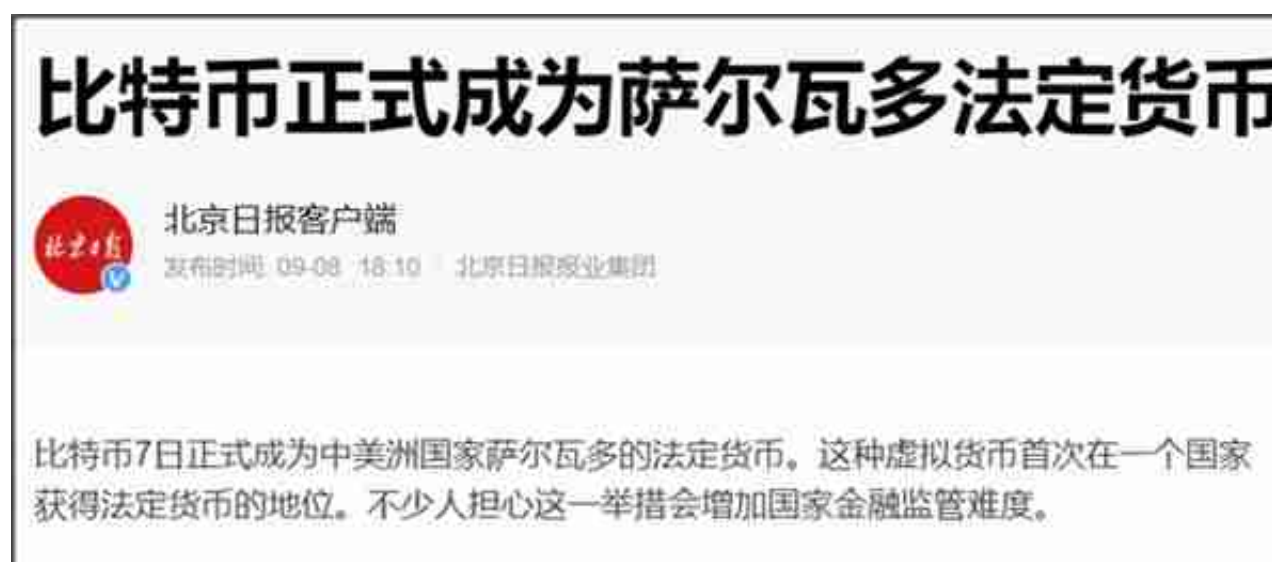 比特币正式成为萨尔瓦多法定货币
北京日报
北京日报客户端
发布时间: 09-08 18:10 北京日报报业集团
比特币7日正式成为中美洲国家萨尔瓦多的法定货币。这种虚拟货币首次在一个国家
获得法定货币的地位。不少人担心这一举措会增加国家金融监管难度。